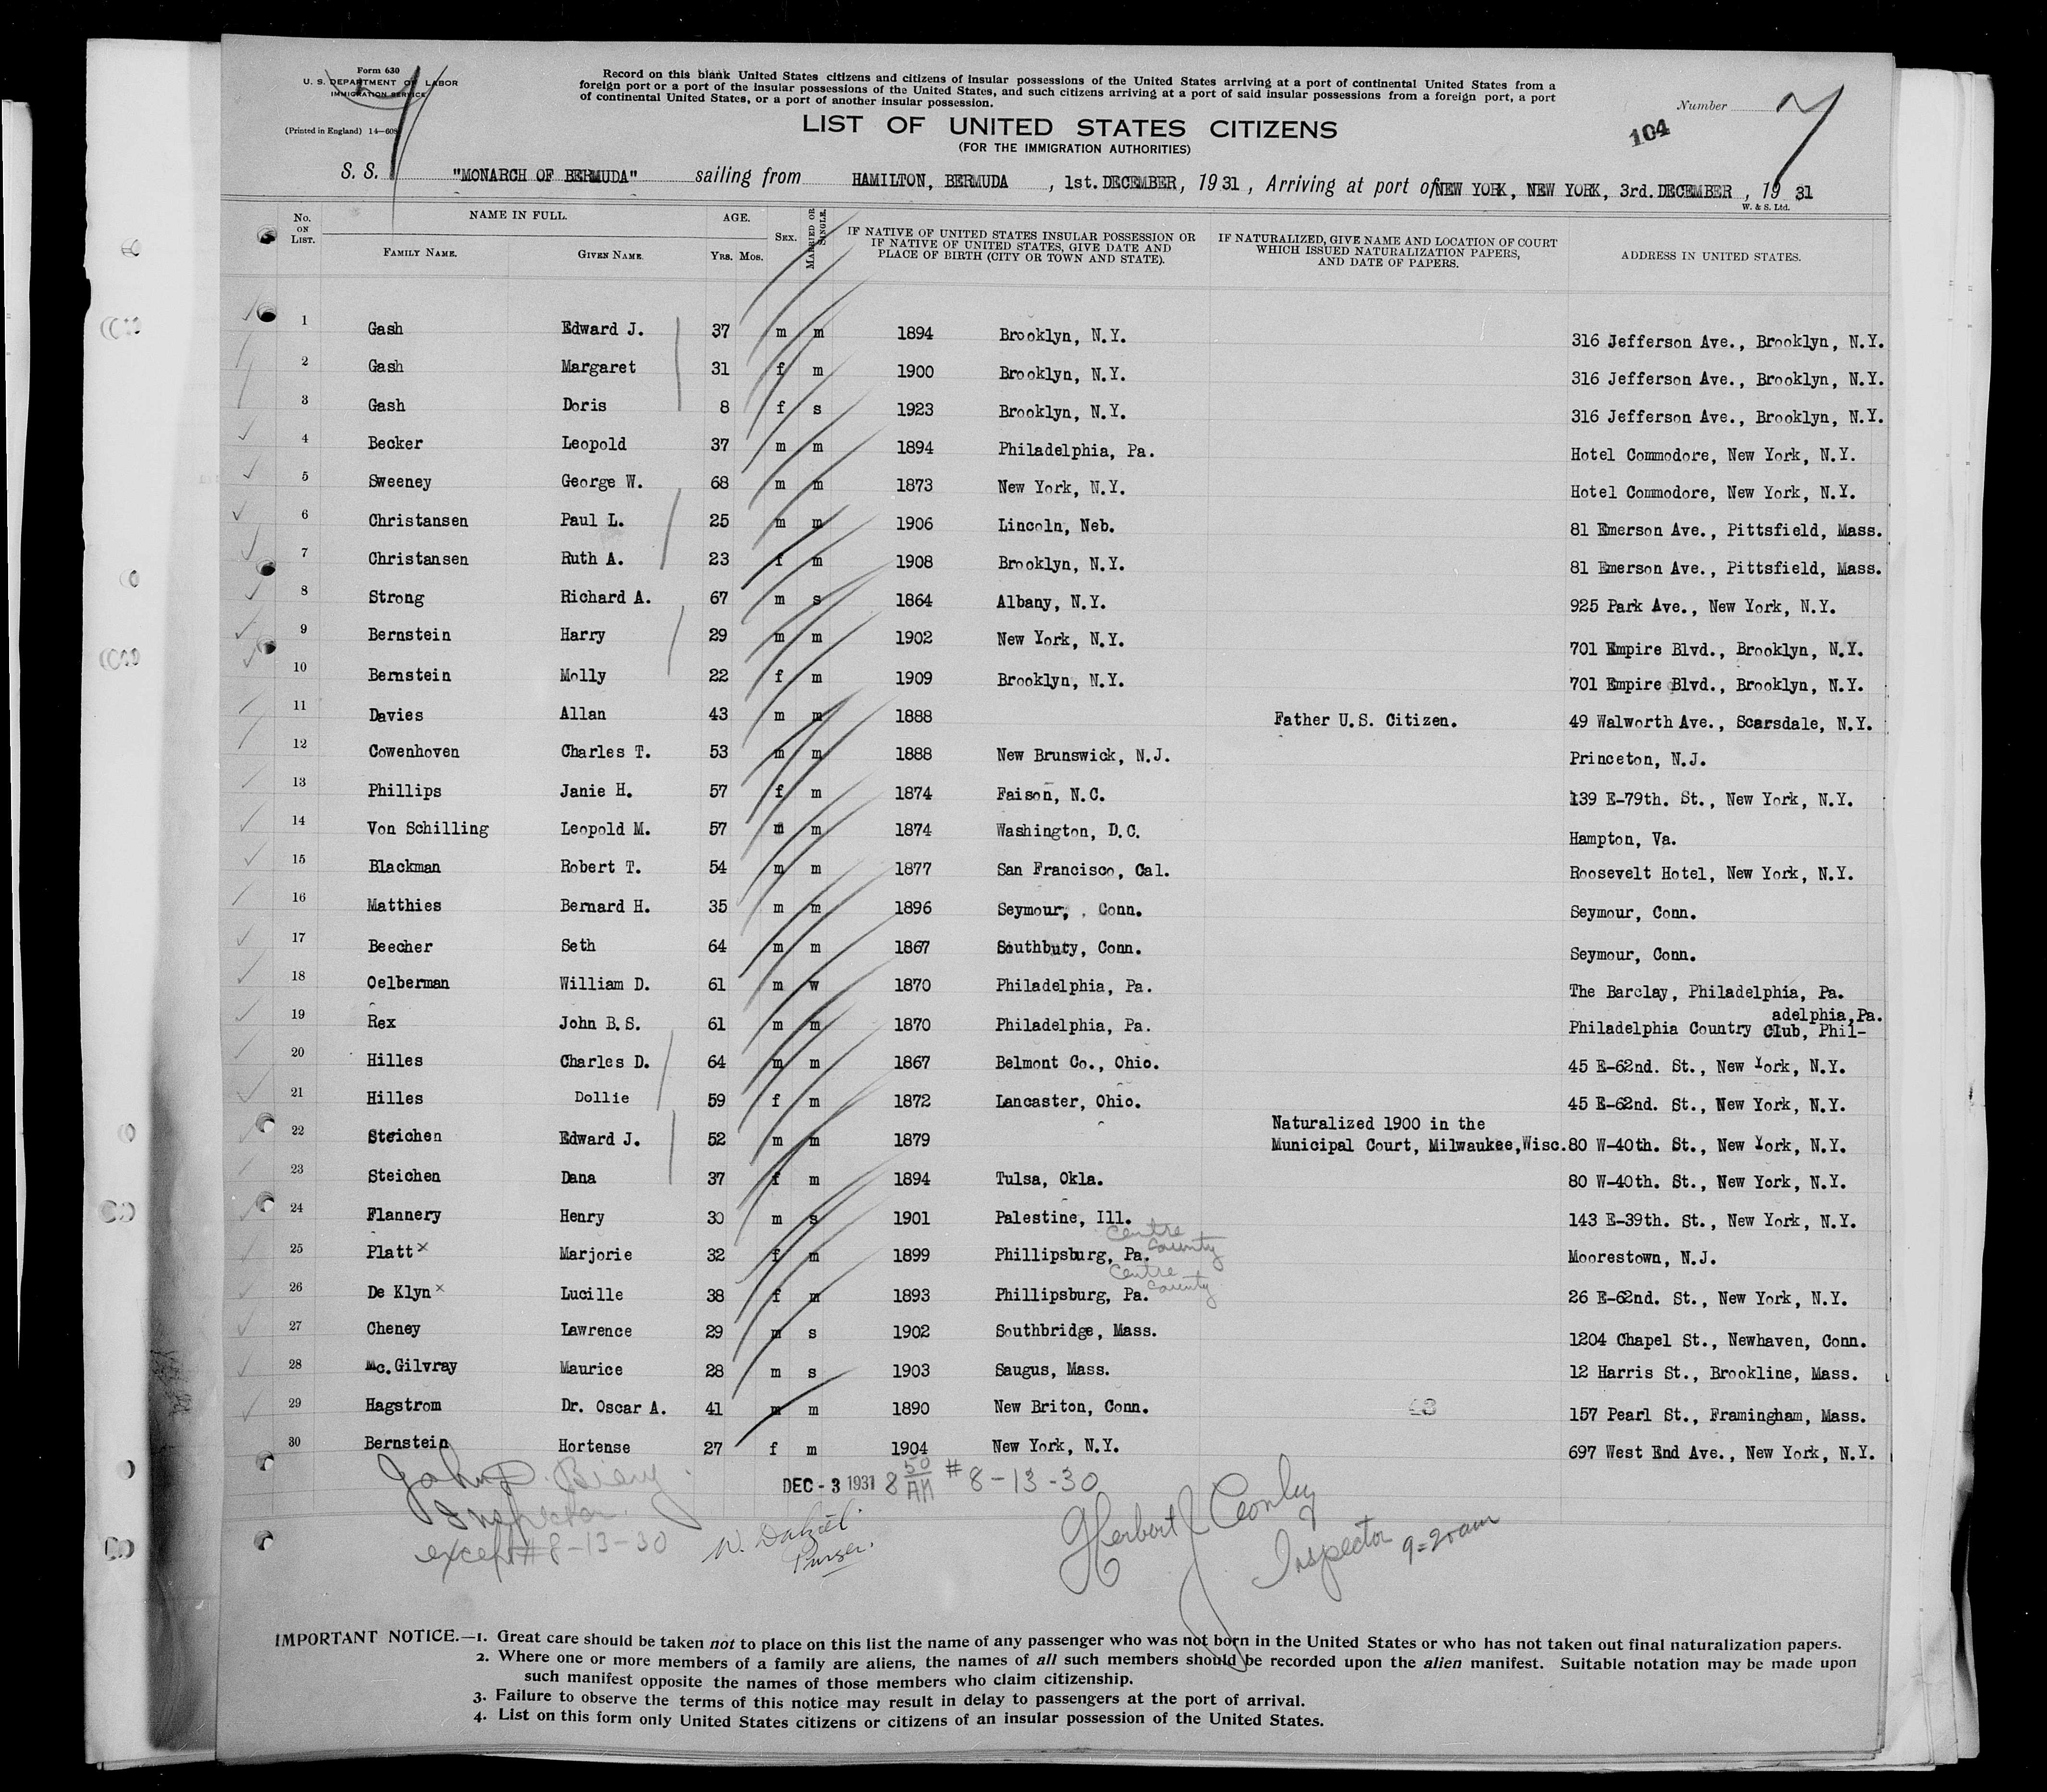 Form 630
U. S. DEPARTMENT OF LABOR
IMMIGRATION SERVICE
(Printed in England) 14—608
Record on this blank United States citizens and citizens of insular possessions of the United States arriving at a port of continental United States from a
foreign port or a port of the insular possessions of the United States, and such citizens arriving at a port of said insular possessions from a foreign port, a port
of continental United States, or a port of another insular possession.
Number
104
LIST OF UNITED STATES CITIZENS
(FOR THE IMMIGRATION AUTHORITIES)
S. S. "MONARCH OF BERMUDA" sailing from HAMILTON, BERMUDA, 1st. DECEMBER, 1931, Arriving at port of NEW YORK, NEW YORK, 3rd. DECEMBER, 19 31
W. & S. Ltd.
No. ON LIST. NAME IN FULL. FAMILY NAME. GIVEN NAME. AGE. YRS. MOS. SEX. MARRIED OR SINGLE. IF NATIVE OF UNITED STATES INSULAR POSSESSION OR IF NATIVE OF UNITED STATES, GIVE DATE AND PLACE OF BIRTH (CITY OR TOWN AND STATE). IF NATURALIZED, GIVE NAME AND LOCATION OF COURT WHICH ISSUED NATURALIZATION PAPERS, AND DATE OF PAPERS. ADDRESS IN UNITED STATES.
1 Gash Edward J. 37 m m 1894 Brooklyn, N.Y. 316 Jefferson Ave., Brooklyn, N.Y.
2 Gash Margaret 31 f m 1900 Brooklyn, N.Y. 316 Jefferson Ave., Brooklyn, N.Y.
3 Gash Doris 8 f s 1923 Brooklyn, N.Y. 316 Jefferson Ave., Brooklyn, N.Y.
4 Becker Leopold 37 m m 1894 Philadelphia, Pa. Hotel Commodore, New York, N.Y.
5 Sweeney George W. 68 m m 1873 New York, N.Y. Hotel Commodore, New York, N.Y.
6 Christansen Paul L. 25 m m 1906 Lincoln, Neb. 81 Emerson Ave., Pittsfield, Mass.
7 Christansen Ruth A. 23 f m 1908 Brooklyn, N.Y. 81 Emerson Ave., Pittsfield, Mass.
8 Strong Richard A. 67 m s 1864 Albany, N.Y. 925 Park Ave., New York, N.Y.
9 Bernstein Harry 29 m m 1902 New York, N.Y. 701 Empire Blvd., Brooklyn, N.Y.
10 Bernstein Molly 22 f m 1909 Brooklyn, N.Y. 701 Empire Blvd., Brooklyn, N.Y.
11 Davies Allan 43 m m 1888 Father U.S. Citizen. 49 Walworth Ave., Scarsdale, N.Y.
12 Cowenhoven Charles T. 53 m m 1888 New Brunswick, N.J. Princeton, N.J.
13 Phillips Janie H. 57 f m 1874 Faison, N.C. 139 E-79th. St., New York, N.Y.
14 Von Schilling Leopold M. 57 m m 1874 Washington, D.C. Hampton, Va.
15 Blackman Robert T. 54 m m 1877 San Francisco, Cal. Roosevelt Hotel, New York, N.Y.
16 Matthies Bernard H. 35 m m 1896 Seymour, Conn. Seymour, Conn.
17 Beecher Seth 64 m m 1867 Southbuty, Conn. Seymour, Conn.
18 Oelberman William D. 61 m w 1870 Philadelphia, Pa. The Barclay, Philadelphia, Pa.
adelphia,Pa.
19 Rex John B.S. 61 m m 1870 Philadelphia, Pa. Philadelphia Country Club, Phil-
20 Hilles Charles D. 64 m m 1867 Belmont Co., Ohio. 45 E-62nd. St., New York, N.Y.
21 Hilles Dollie 59 f m 1872 Lancaster, Ohio. 45 E-62nd. St., New York, N.Y.
Naturalized 1900 in the
22 Steichen Edward J. 52 m m 1879 Municipal Court, Milwaukee,Wisc. 80 W-40th. St., New York, N.Y.
23 Steichen Dana 37 f m 1894 Tulsa, Okla. 80 W-40th. St., New York, N.Y.
24 Flannery Henry 30 m s 1901 Palestine, Ill. 143 E-39th. St., New York, N.Y.
Centre County
25 Platt x Marjorie 32 f m 1899 Phillipsburg, Pa. Moorestown, N.J.
Centre County
26 De Klyn x Lucille 38 f m 1893 Phillipsburg, Pa. 26 E-62nd. St., New York, N.Y.
27 Cheney Lawrence 29 m s 1902 Southbridge, Mass. 1204 Chapel St., Newhaven, Conn.
28 Mc.Gilvray Maurice 28 m s 1903 Saugus, Mass. 12 Harris St., Brookline, Mass.
29 Hagstrom Dr. Oscar A. 41 m m 1890 New Briton, Conn. 157 Pearl St., Framingham, Mass.
30 Bernstein Hortense 27 f m 1904 New York, N.Y. 697 West End Ave., New York, N.Y.
DEC - 3 1931 8 50 AM # 8-13-30
John P. Bieny
Inspector.
except # 8-13-30
W. Dalziel
Purser.
Herbert J Conley
Inspector 9=20am
IMPORTANT NOTICE.—1. Great care should be taken not to place on this list the name of any passenger who was not born in the United States or who has not taken out final naturalization papers.
2. Where one or more members of a family are aliens, the names of all such members should be recorded upon the alien manifest. Suitable notation may be made upon
such manifest opposite the names of those members who claim citizenship.
3. Failure to observe the terms of this notice may result in delay to passengers at the port of arrival.
4. List on this form only United States citizens or citizens of an insular possession of the United States.